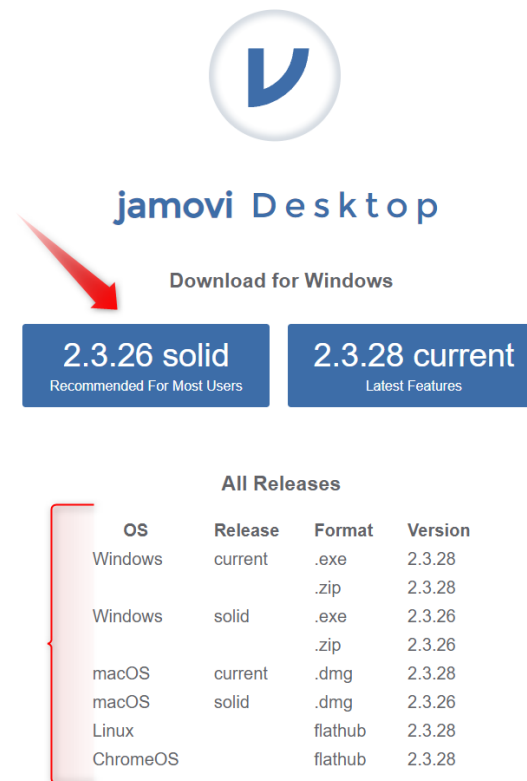 jamovi Desktop
Download for Windows
2.3.26 solid
Recommended For Most Users
2.3.28 current
Latest Features
All Releases
OS Release Format Version
Windows current .exe 2.3.28
.zip 2.3.28
Windows solid .exe 2.3.26
.zip 2.3.26
macOS current .dmg 2.3.28
macOS solid .dmg 2.3.26
Linux flathub 2.3.28
ChromeOS flathub 2.3.28